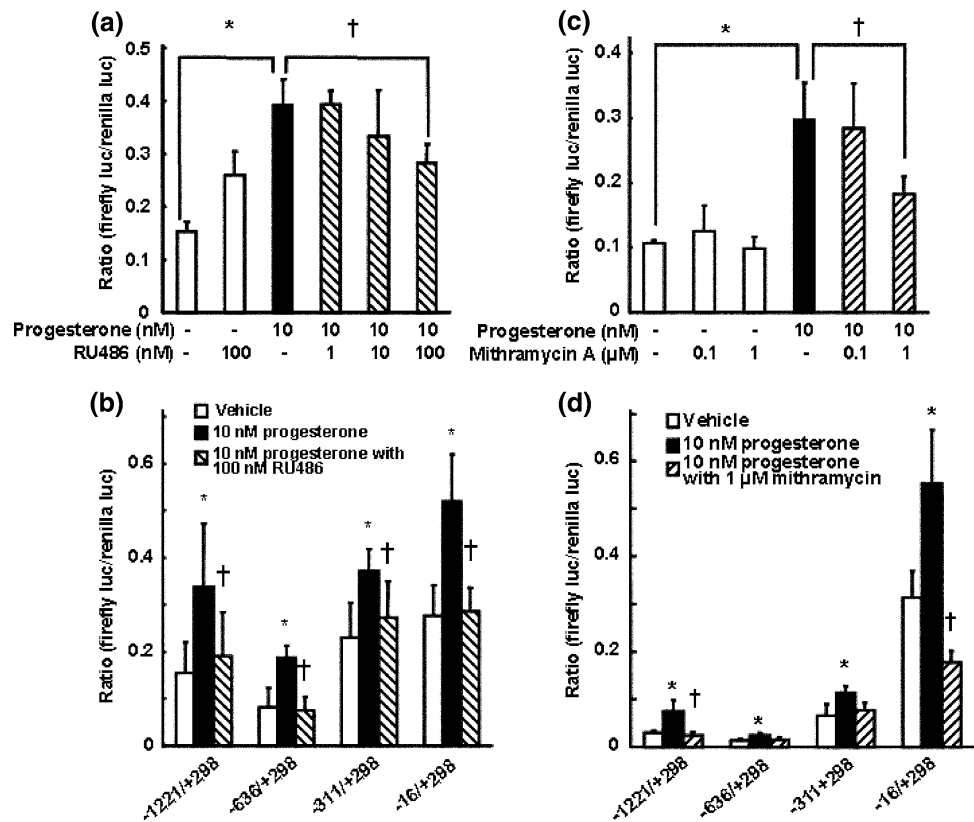 (a)
*
†
Ratio (firefly luc/renilla luc)
0.5
0.4
0.3
0.2
0.1
0
Progesterone (nM) - - 10 10 10 10
RU486 (nM) - 100 - 1 10 100
(c)
*
†
Ratio (firefly luc/renilla luc)
0.4
0.3
0.2
0.1
0
Progesterone (nM) - - - 10 10 10
Mithramycin A (µM) - 0.1 1 - 0.1 1
(b)
Vehicle
10 nM progesterone
10 nM progesterone with
100 nM RU486
Ratio (firefly luc/renilla luc)
0.6
0.4
0.2
0
* † * † * † * †
-1221/+298
-636/+298
-311/+298
-16/+298
(d)
Vehicle
10 nM progesterone
10 nM progesterone
with 1 µM mithramycin
Ratio (firefly luc/renilla luc)
0.6
0.4
0.2
0
* † * * * †
-1221/+298
-636/+298
-311+298
-16/+298